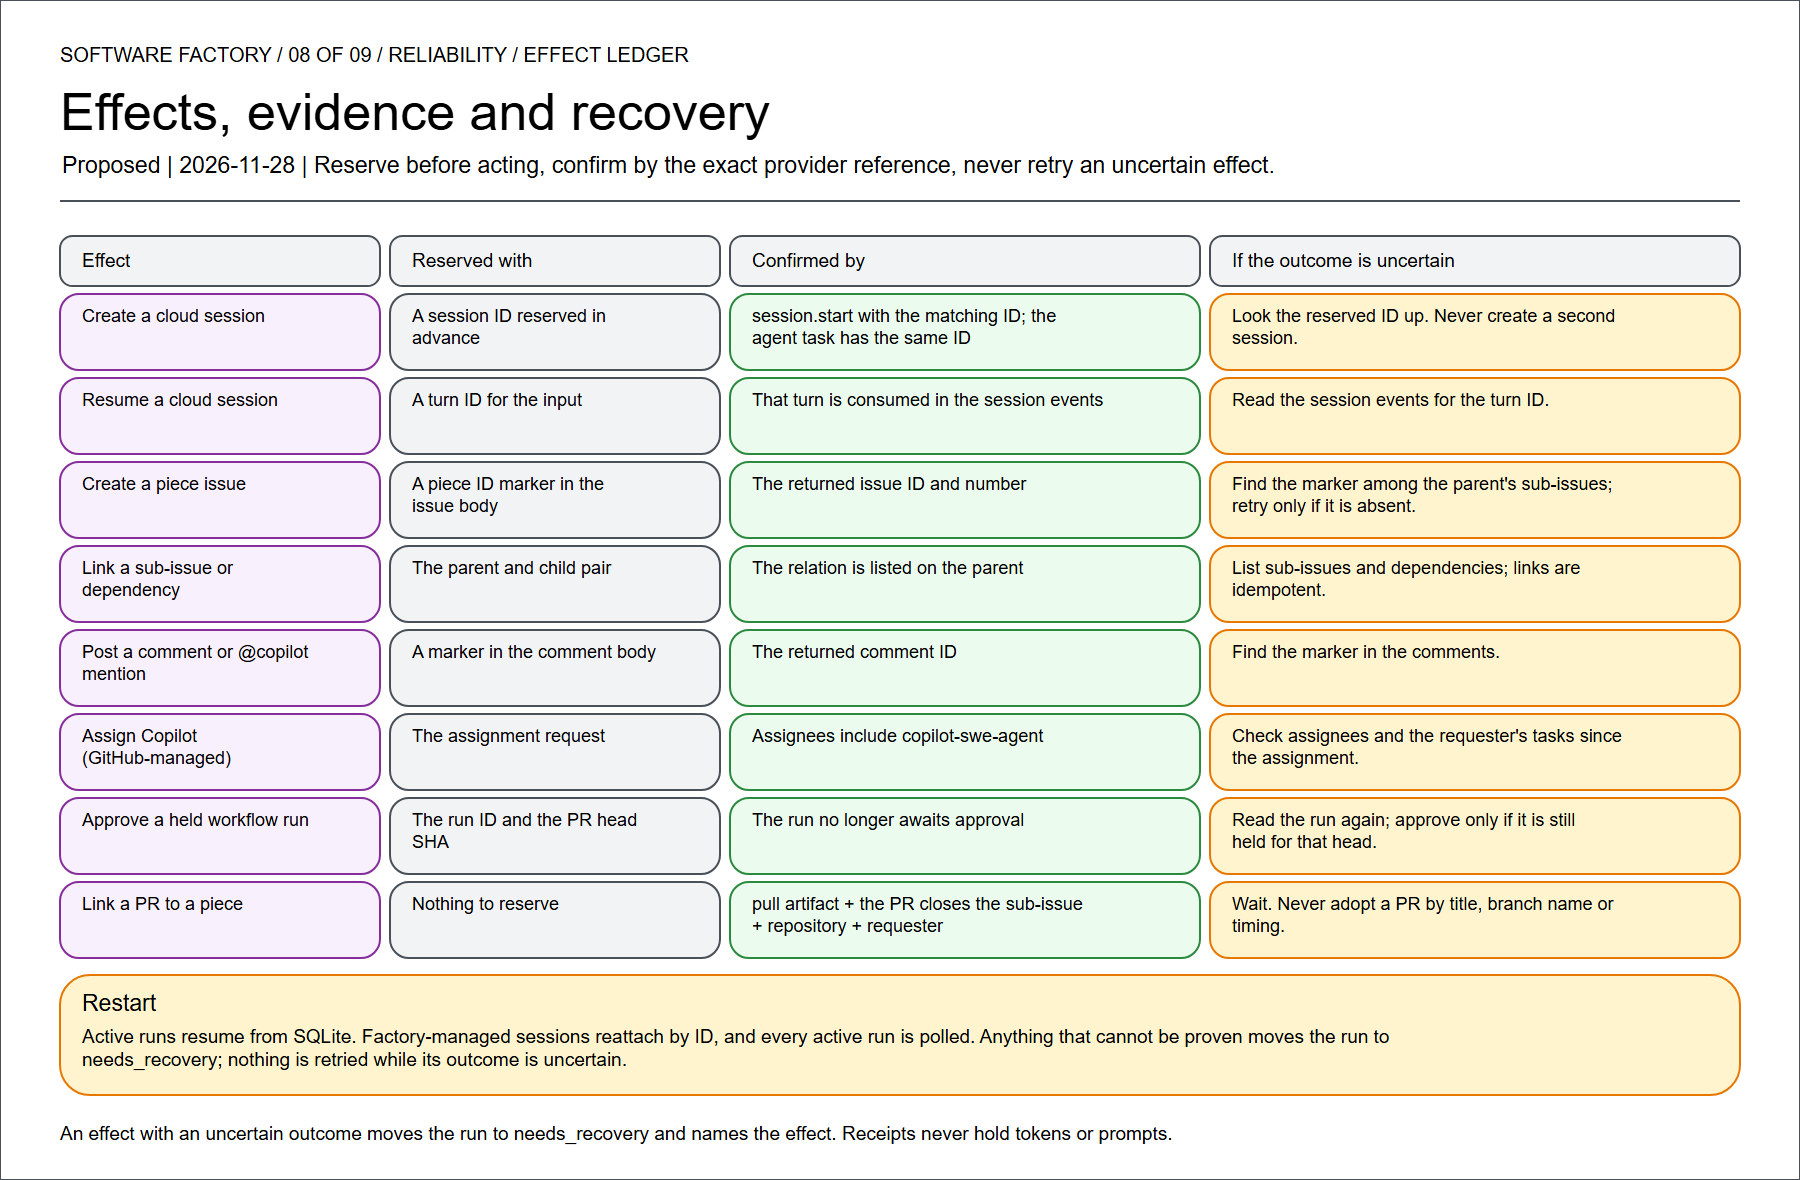 SOFTWARE FACTORY / 08 OF 09 / RELIABILITY / EFFECT LEDGER
Effects, evidence and recovery
Proposed | 2026-11-28 | Reserve before acting, confirm by the exact provider reference, never retry an uncertain effect.
Effect
Reserved with
Confirmed by
If the outcome is uncertain
Create a cloud session
A session ID reserved in
advance
session.start with the matching ID; the
agent task has the same ID
Look the reserved ID up. Never create a second
session.
Resume a cloud session
A turn ID for the input
That turn is consumed in the session events
Read the session events for the turn ID.
Create a piece issue
A piece ID marker in the
issue body
The returned issue ID and number
Find the marker among the parent's sub-issues;
retry only if it is absent.
Link a sub-issue or
dependency
The parent and child pair
The relation is listed on the parent
List sub-issues and dependencies; links are
idempotent.
Post a comment or @copilot
mention
A marker in the comment body
The returned comment ID
Find the marker in the comments.
Assign Copilot
(GitHub-managed)
The assignment request
Assignees include copilot-swe-agent
Check assignees and the requester's tasks since
the assignment.
Approve a held workflow run
The run ID and the PR head
SHA
The run no longer awaits approval
Read the run again; approve only if it is still
held for that head.
Link a PR to a piece
Nothing to reserve
pull artifact + the PR closes the sub-issue
+ repository + requester
Wait. Never adopt a PR by title, branch name or
timing.
Restart
Active runs resume from SQLite. Factory-managed sessions reattach by ID, and every active run is polled. Anything that cannot be proven moves the run to
needs_recovery; nothing is retried while its outcome is uncertain.
An effect with an uncertain outcome moves the run to needs_recovery and names the effect. Receipts never hold tokens or prompts.